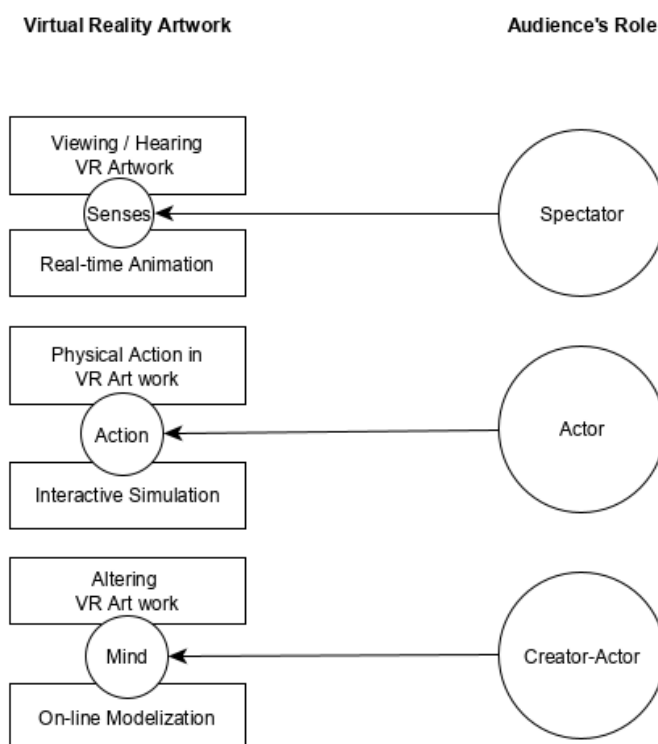 Virtual Reality Artwork
Audience's Role
Viewing / Hearing
VR Artwork
Senses
Real-time Animation
Spectator
Physical Action in
VR Art work
Action
Interactive Simulation
Actor
Altering
VR Art work
Mind
On-line Modelization
Creator-Actor